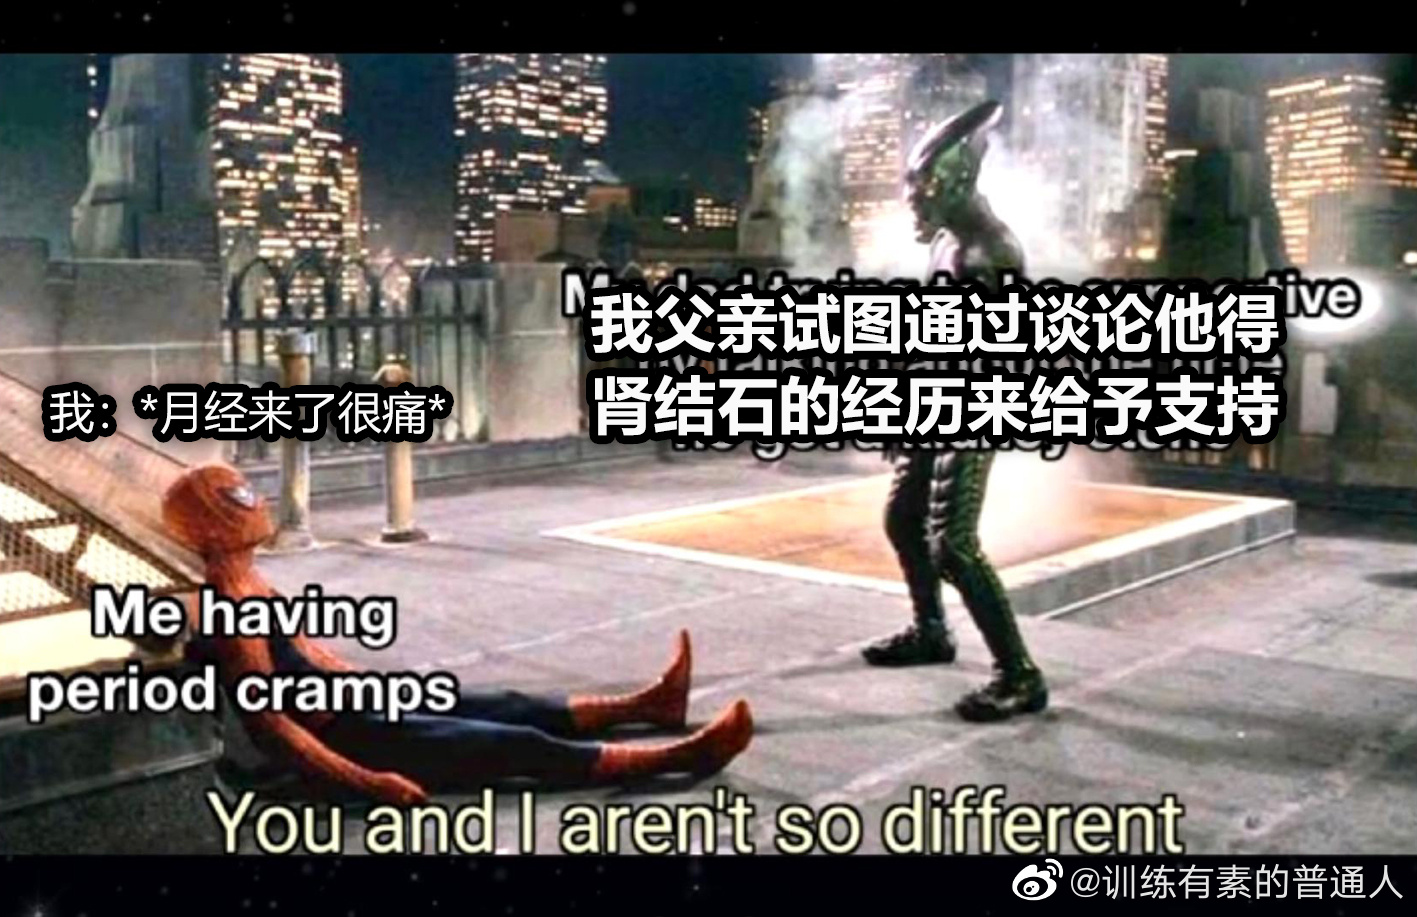 我父亲试图通过谈论他得
肾结石的经历来给予支持
我：*月经来了很痛*
Me having
period cramps
You and I aren't so different
@训练有素的普通人